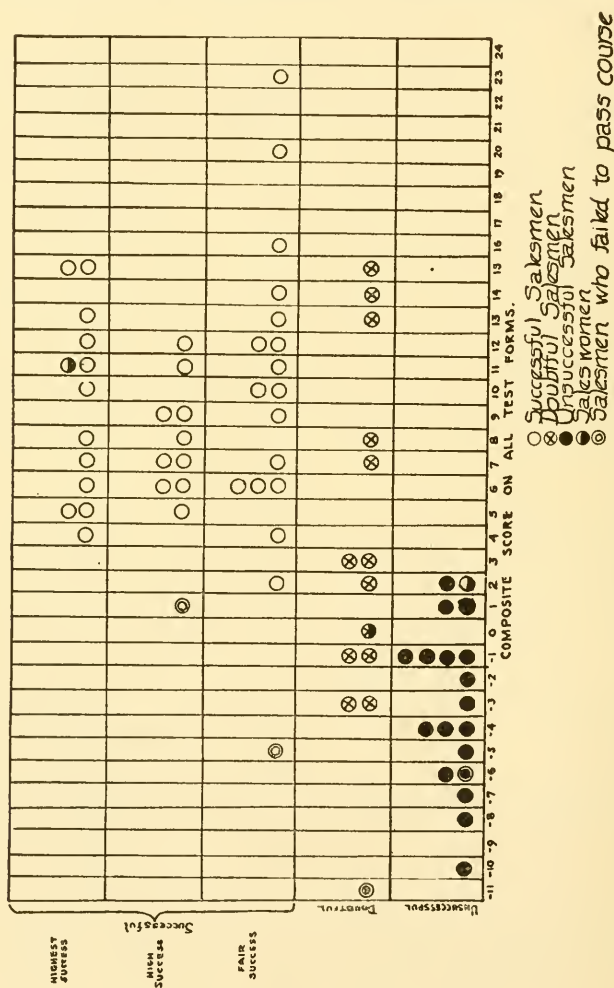 HIGHEST
SUCCESS
HIGH
SUCCESS
FAIR
SUCCESS
Successful
DOUBTFUL
UNSUCCESSFUL
-11 -10 -9 -8 -7 -6 -5 -4 -3 -2 -1 0 1 2 3 4 5 6 7 8 9 10 11 12 13 14 15 16 17 18 19 20 21 22 23 24
COMPOSITE SCORE ON ALL TEST FORMS.
Successful Salesmen
Doubtful Salesmen
Unsuccessful Salesmen
Sales women
Salesmen who failed to pass course